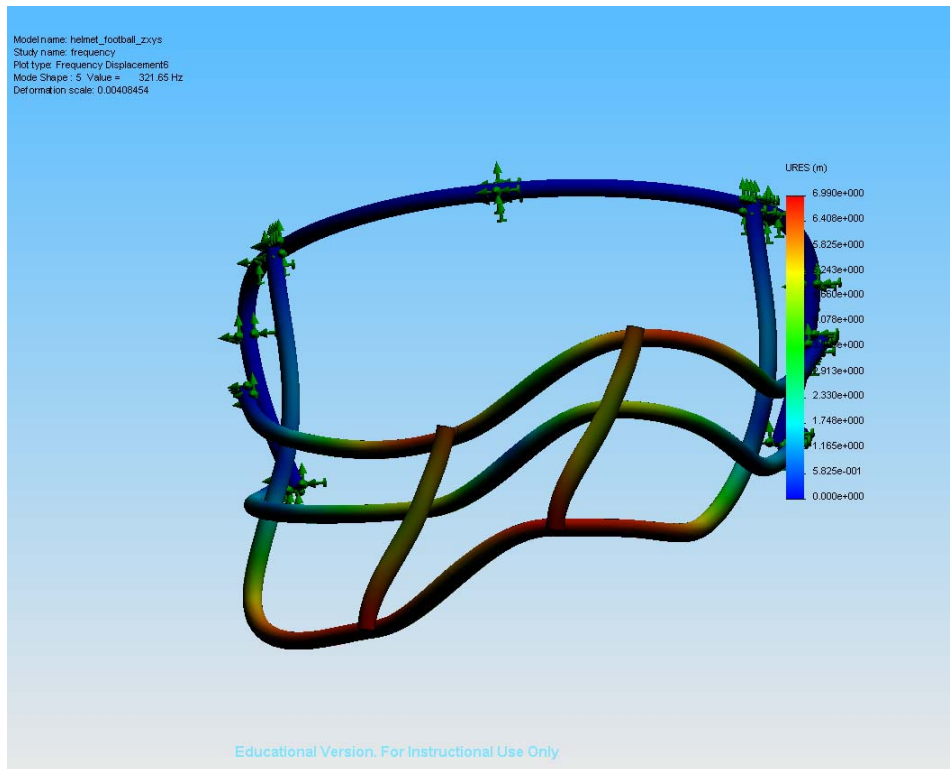 Model name: helmet_football_zxys
Study name: frequency
Plot type: Frequency Displacement6
Mode Shape : 5 Value = 321.65 Hz
Deformation scale: 0.00408454
URES (m)
6.990e+000
6.408e+000
5.825e+000
2.913e+000
2.330e+000
1.748e+000
1.165e+000
5.825e-001
0.000e+000
Educational Version. For Instructional Use Only